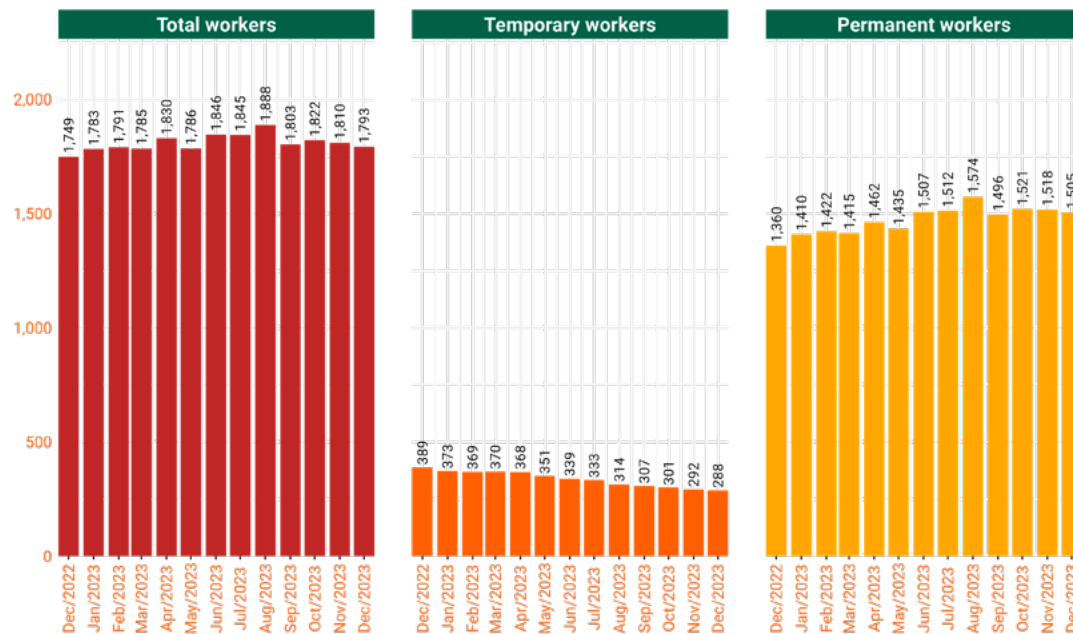 Total workers
Temporary workers
Permanent workers
2,000
1,500
1,000
500
0
1,749
1,783
1,791
1,785
1,830
1,786
1,846
1,845
1,888
1,803
1,822
1,810
1,793
389
373
369
370
368
351
339
333
314
307
301
292
288
1,360
1,410
1,422
1,415
1,462
1,435
1,507
1,512
1,574
1,496
1,521
1,518
1,505
Dec/2022
Jan/2023
Feb/2023
Mar/2023
Apr/2023
May/2023
Jun/2023
Jul/2023
Aug/2023
Sep/2023
Oct/2023
Nov/2023
Dec/2023
Dec/2022
Jan/2023
Feb/2023
Mar/2023
Apr/2023
May/2023
Jun/2023
Jul/2023
Aug/2023
Sep/2023
Oct/2023
Nov/2023
Dec/2023
Dec/2022
Jan/2023
Feb/2023
Mar/2023
Apr/2023
May/2023
Jun/2023
Jul/2023
Aug/2023
Sep/2023
Oct/2023
Nov/2023
Dec/2023